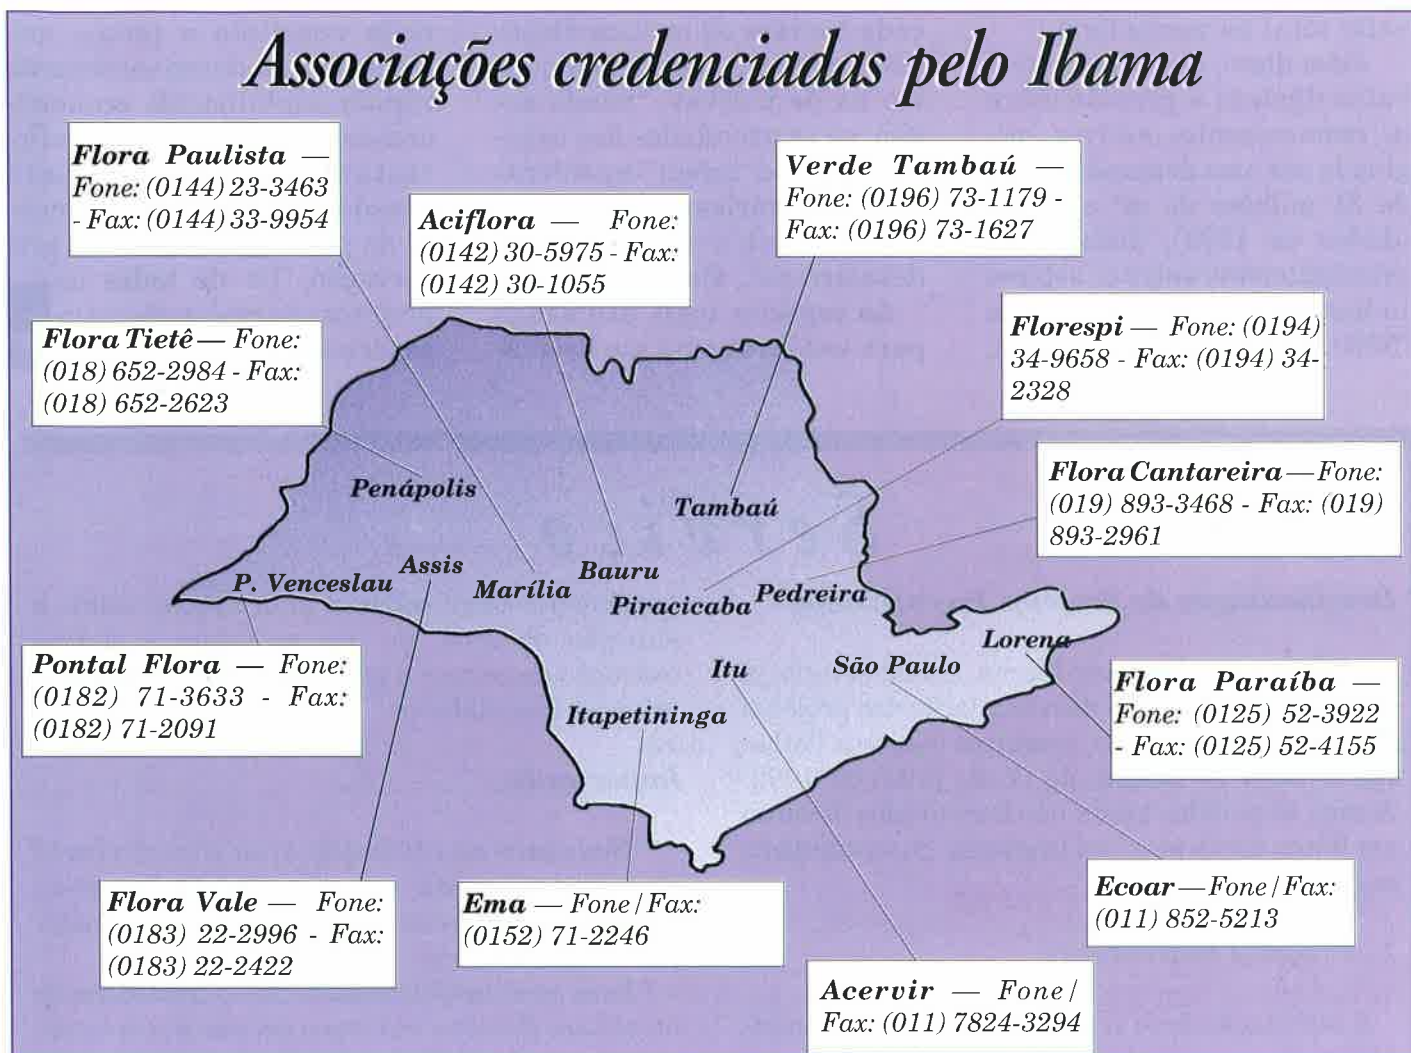 Associações credenciadas pelo Ibama
Flora Paulista —
Fone: (0144) 23-3463
- Fax: (0144) 33-9954
Aciflora — Fone:
(0142) 30-5975 - Fax:
(0142) 30-1055
Verde Tambaú —
Fone: (0196) 73-1179 -
Fax: (0196) 73-1627
Flora Tietê — Fone:
(018) 652-2984 - Fax:
(018) 652-2623
Florespi — Fone: (0194)
34-9658 - Fax: (0194) 34-
2328
Flora Cantareira — Fone:
(019) 893-3468 - Fax: (019)
893-2961
Penápolis
Tambaú
P. Venceslau
Assis
Marília
Bauru
Piracicaba
Pedreira
Lorena
São Paulo
Itu
Itapetininga
Pontal Flora — Fone:
(0182) 71-3633 - Fax:
(0182) 71-2091
Flora Paraíba —
Fone: (0125) 52-3922
- Fax: (0125) 52-4155
Flora Vale — Fone:
(0183) 22-2996 - Fax:
(0183) 22-2422
Ema — Fone / Fax:
(0152) 71-2246
Ecoar — Fone / Fax:
(011) 852-5213
Acervir — Fone /
Fax: (011) 7824-3294